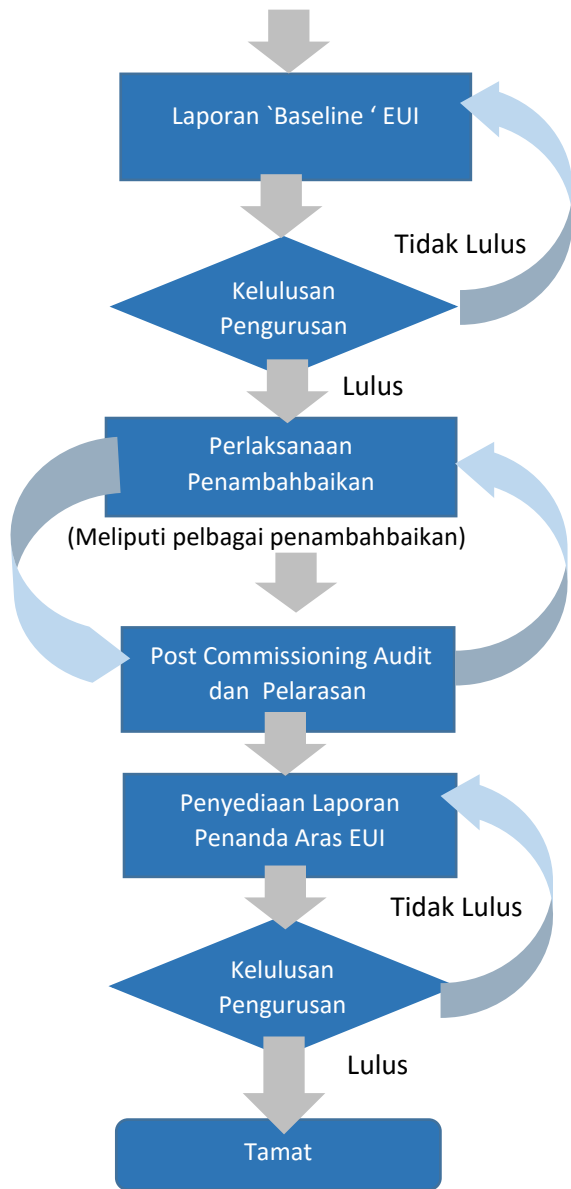 Laporan `Baseline ‘ EUI
Tidak Lulus
Kelulusan
Pengurusan
Lulus
Perlaksanaan
Penambahbaikan
(Meliputi pelbagai penambahbaikan)
Post Commissioning Audit
dan Pelarasan
Penyediaan Laporan
Penanda Aras EUI
Tidak Lulus
Kelulusan
Pengurusan
Lulus
Tamat